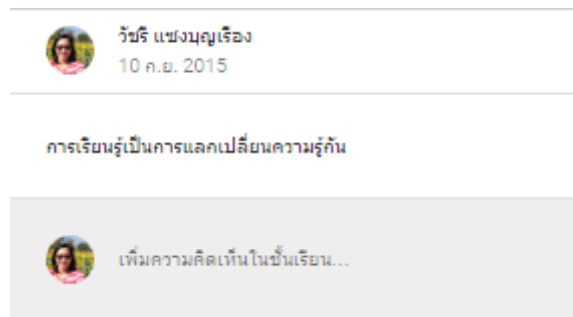 วัชรี แซงบุญเรือง
10 ก.ย. 2015
การเรียนรู้เป็นการแลกเปลี่ยนความรู้กัน
เพิ่มความคิดเห็นในชั้นเรียน...